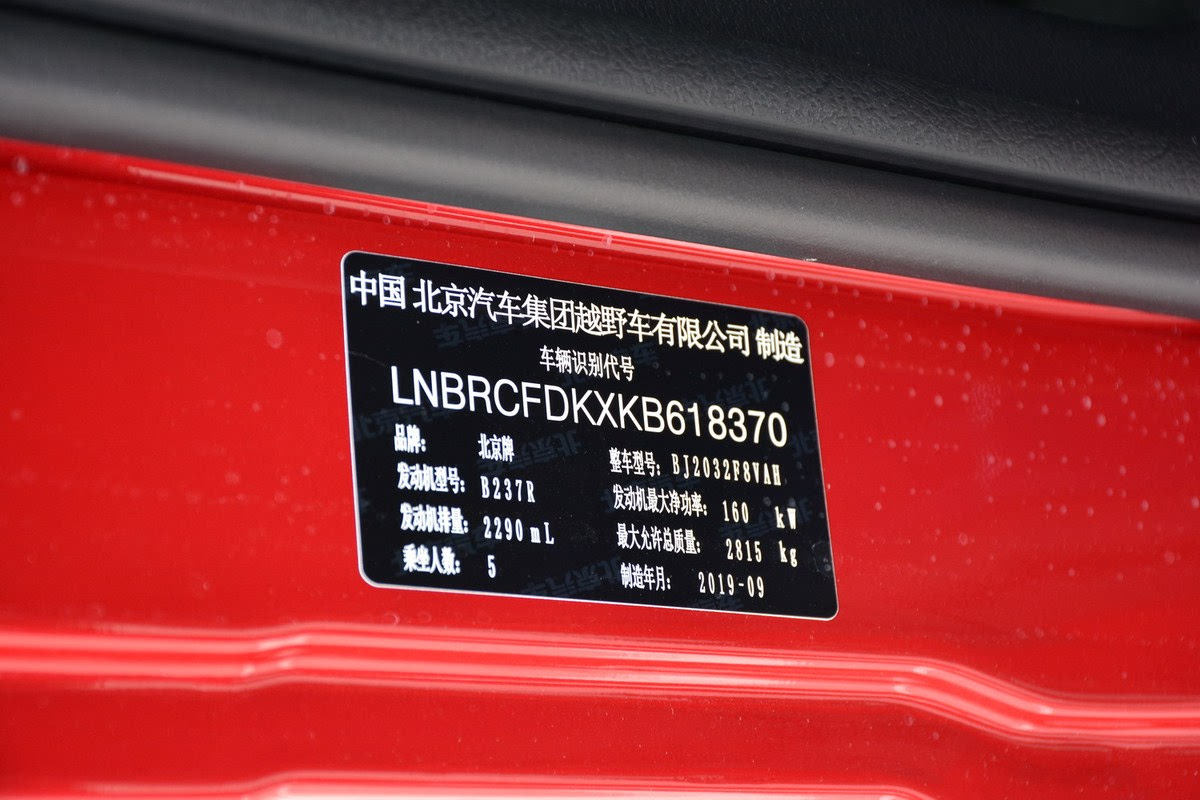 中国 北京汽车集团越野车有限公司 制造
车辆识别代号
LNBRCFDKXKB618370
品牌: 北京牌 整车型号: BJ2032F8VAH
发动机型号: B237R 发动机最大净功率: 160 kW
发动机排量: 2290mL 最大允许总质量: 2815 kg
乘坐人数: 5 制造年月: 2019-09